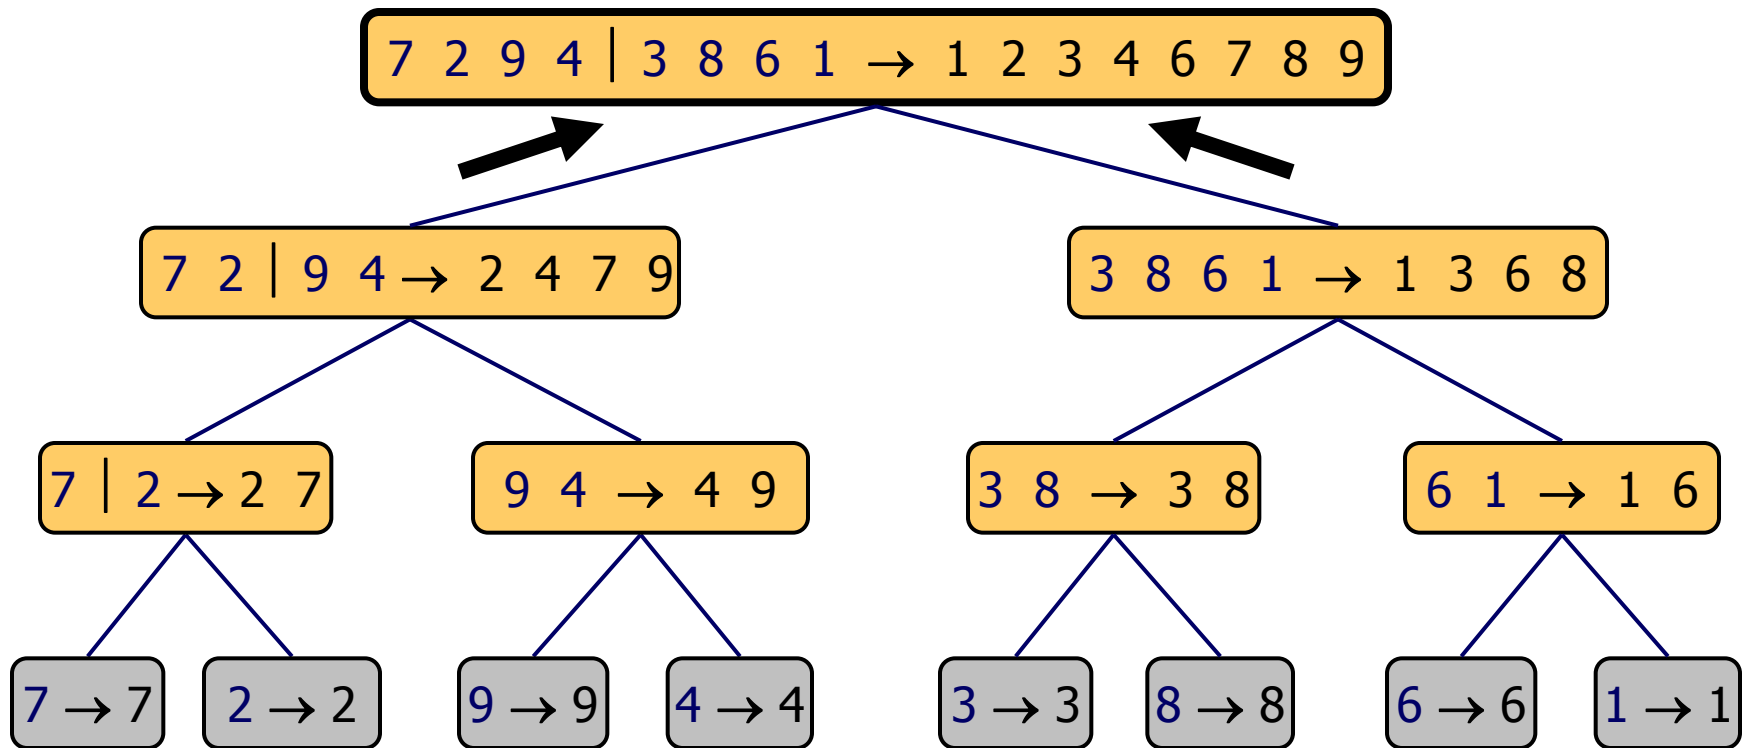 7 2 9 4 | 3 8 6 1 → 1 2 3 4 6 7 8 9
7 2 | 9 4 → 2 4 7 9
3 8 6 1 → 1 3 6 8
7 | 2 → 2 7
9 4 → 4 9
3 8 → 3 8
6 1 → 1 6
7 → 7
2 → 2
9 → 9
4 → 4
3 → 3
8 → 8
6 → 6
1 → 1